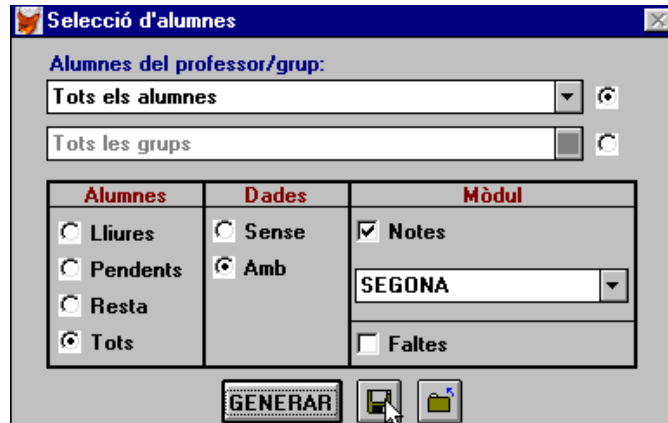 Selecció d'alumnes
Alumnes del professor/grup:
Tots els alumnes
Tots les grups
Alumnes Dades Mòdul
Lliures Sense Notes
Pendents Amb
SEGONA
Resta
Tots Faltes
GENERAR